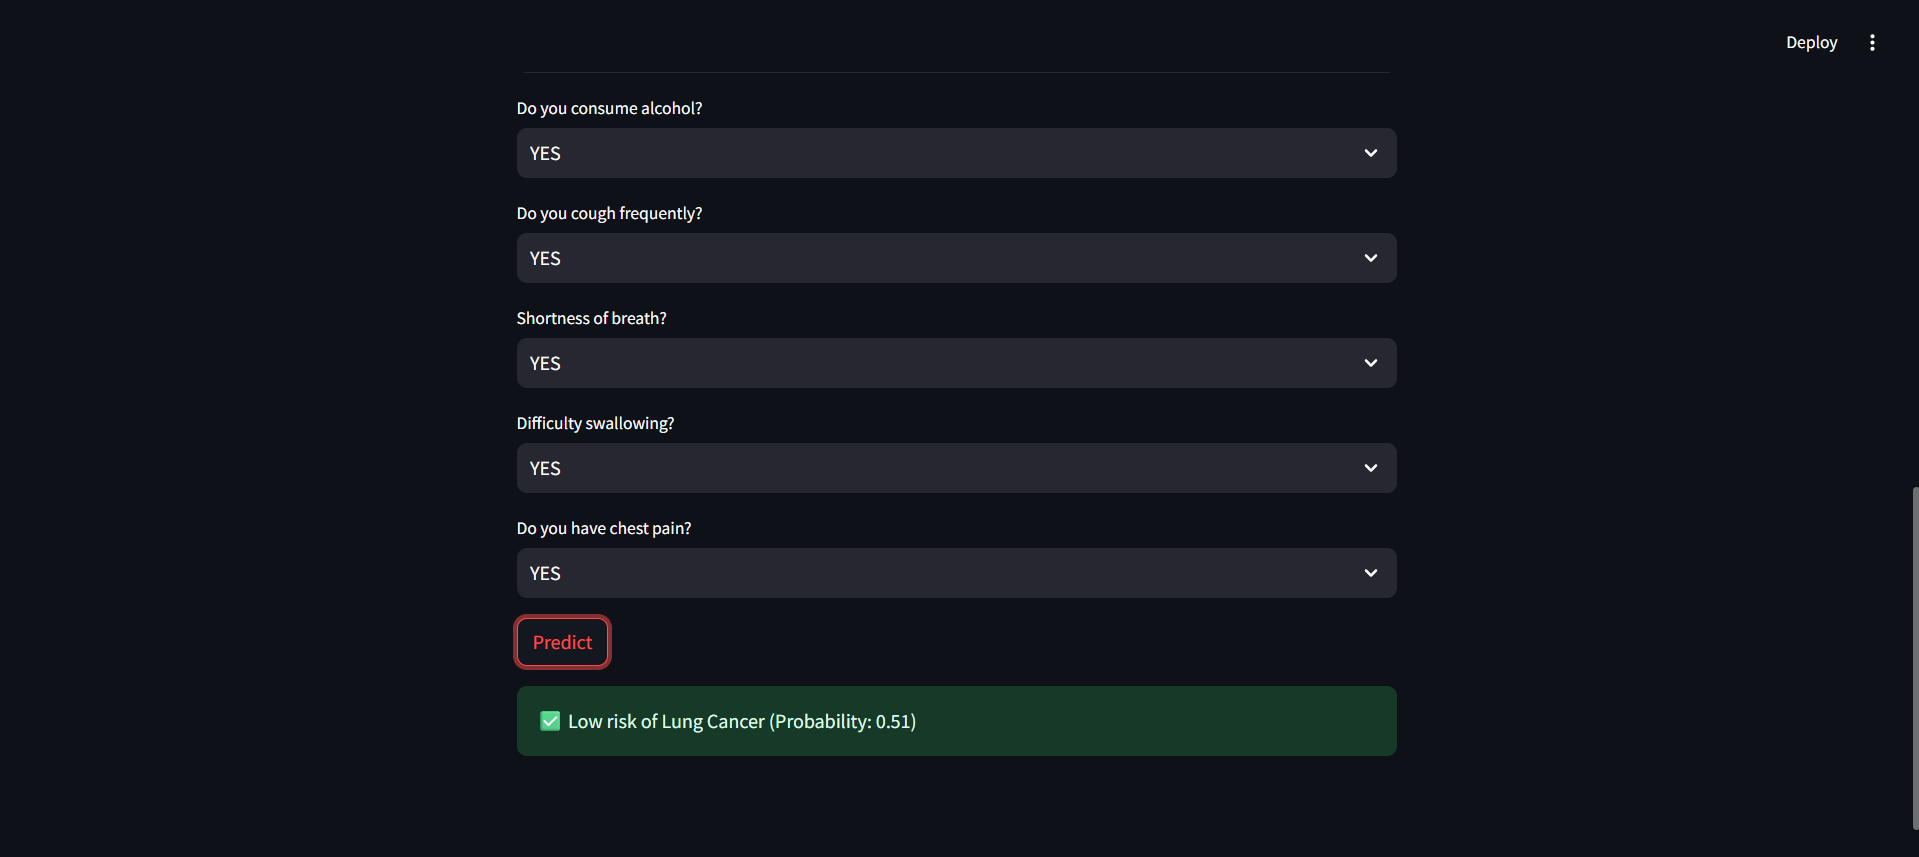 Deploy
Do you consume alcohol?
YES
Do you cough frequently?
YES
Shortness of breath?
YES
Difficulty swallowing?
YES
Do you have chest pain?
YES
Predict
✅ Low risk of Lung Cancer (Probability: 0.51)